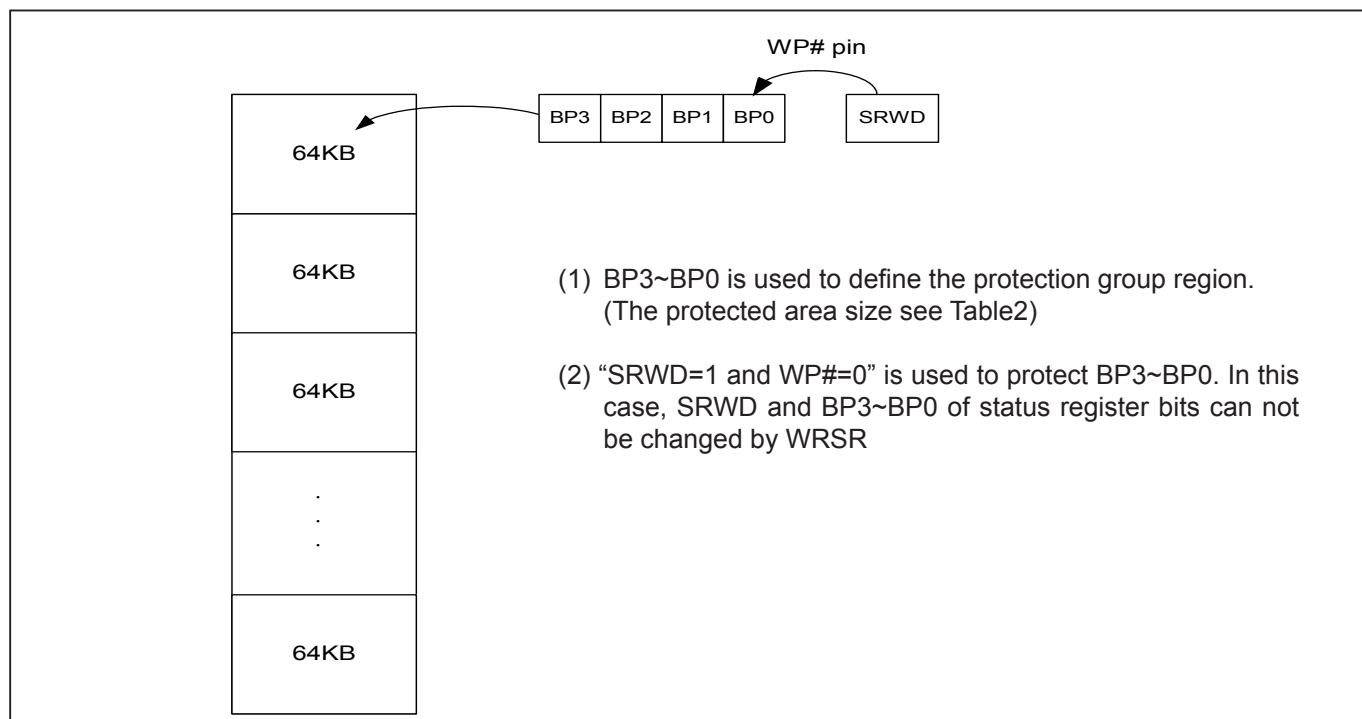 WP# pin
BP3 BP2 BP1 BP0 SRWD
64KB
64KB
64KB
.
.
.
64KB
(1) BP3~BP0 is used to define the protection group region.
(The protected area size see Table2)
(2) “SRWD=1 and WP#=0” is used to protect BP3~BP0. In this
case, SRWD and BP3~BP0 of status register bits can not
be changed by WRSR